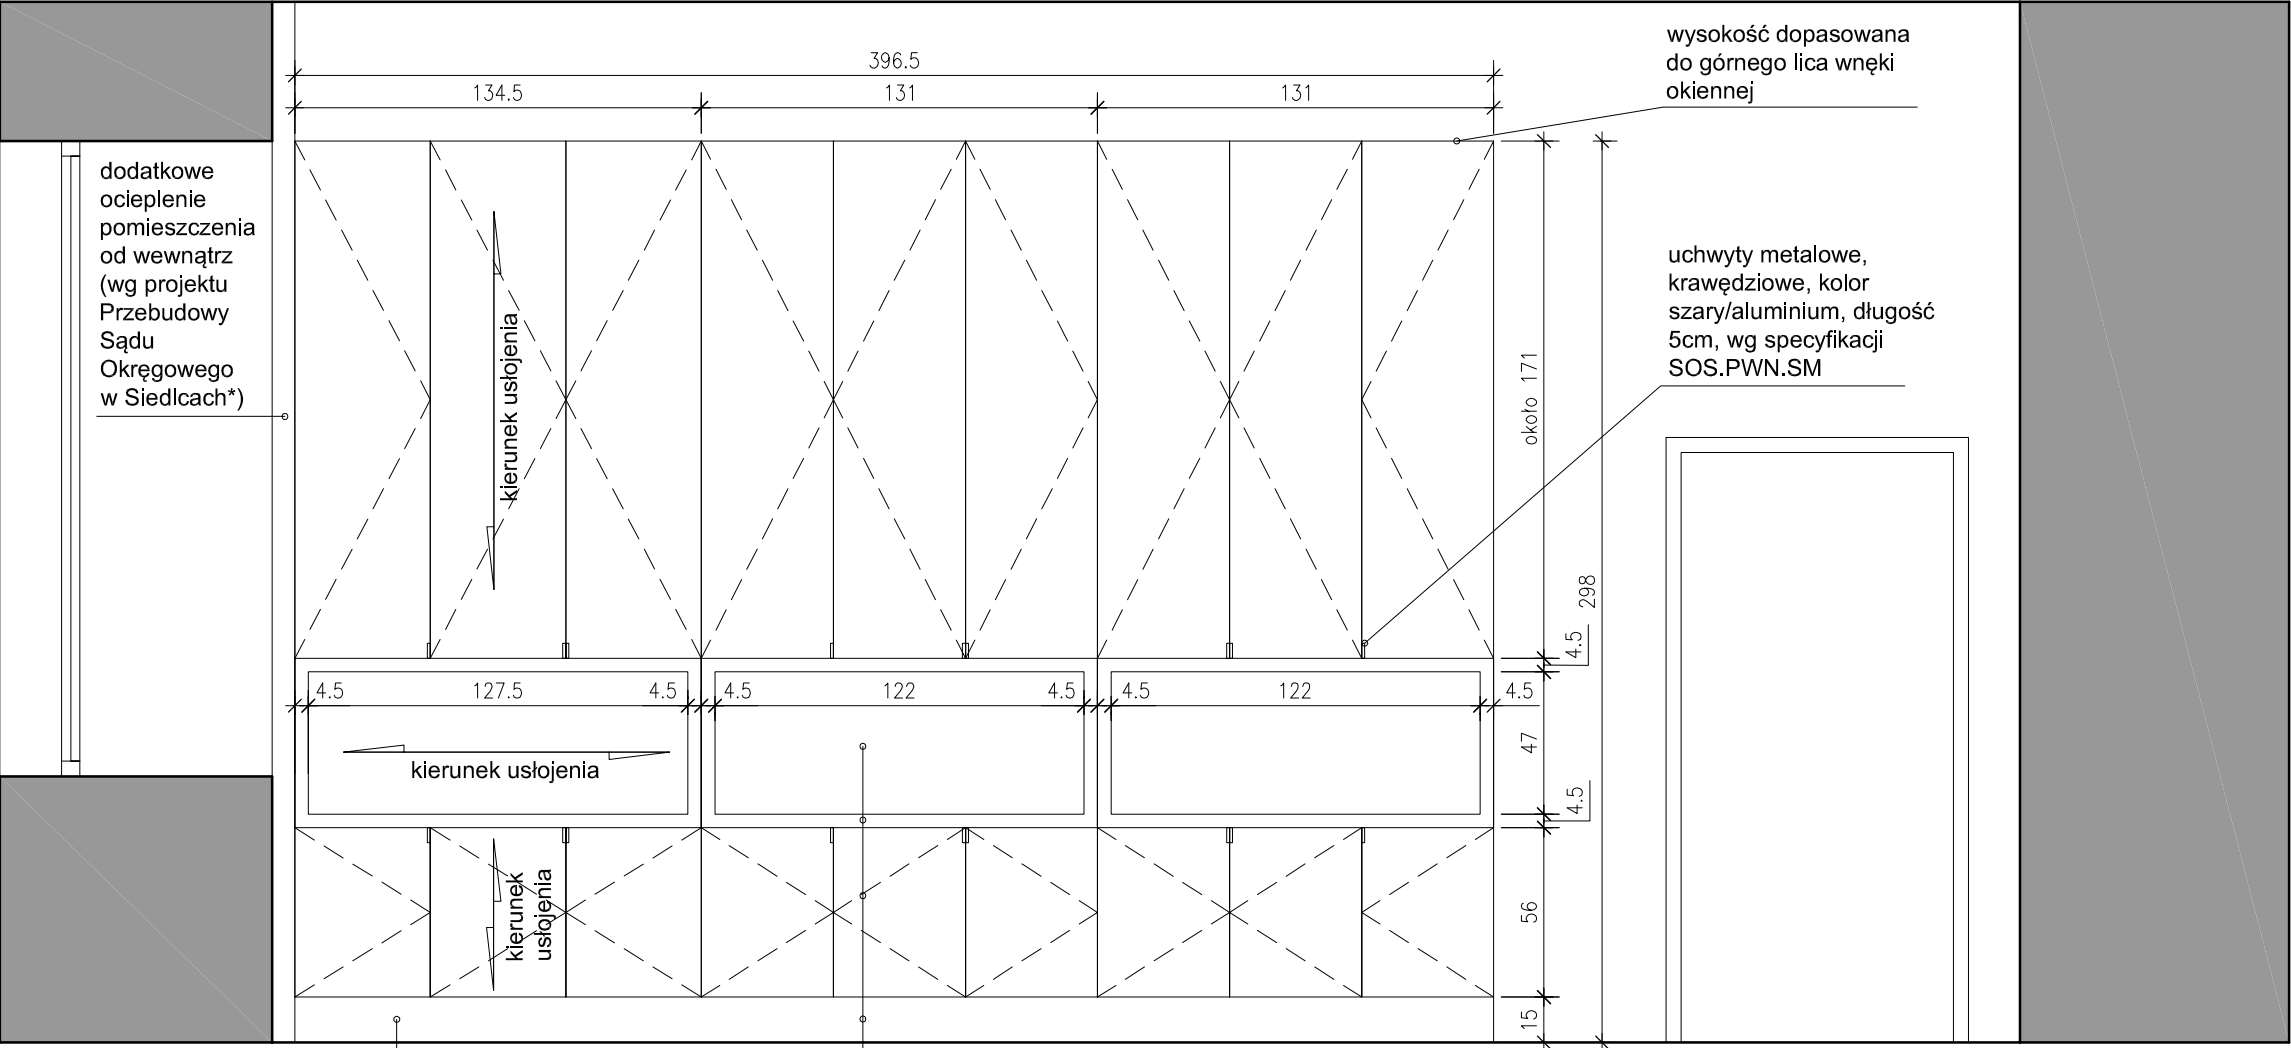 396.5
134.5
131
131
wysokość dopasowana
do górnego lica wnęki
okiennej
dodatkowe
ocieplenie
pomieszczenia
od wewnątrz
(wg projektu
Przebudowy
Sądu
Okręgowego
w Siedlcach*)
kierunek usłojenia
uchwyty metalowe,
krawędziowe, kolor
szary/aluminium, długość
5cm, wg specyfikacji
SOS.PWN.SM
około 171
298
4.5
4.5
127.5
4.5
4.5
122
4.5
4.5
122
4.5
47
kierunek usłojenia
4.5
kierunek
usłojenia
56
15